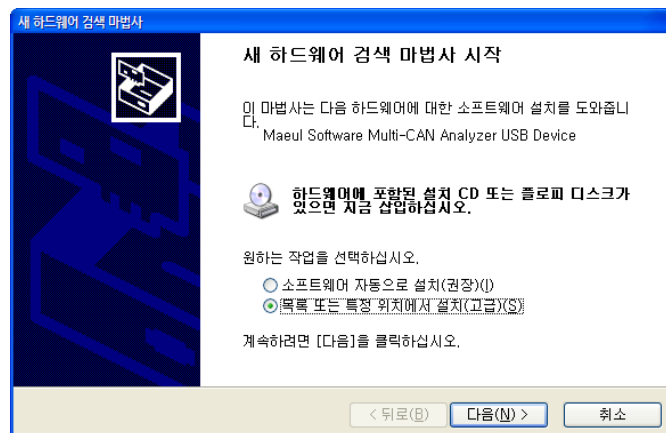 새 하드웨어 검색 마법사
새 하드웨어 검색 마법사 시작
이 마법사는 다음 하드웨어에 대한 소프트웨어 설치를 도와줍니
다.
Maeul Software Multi-CAN Analyzer USB Device
하드웨어에 포함된 설치 CD 또는 플로피 디스크가
있으면 지금 삽입하십시오.
원하는 작업을 선택하십시오.
소프트웨어 자동으로 설치(권장)(I)
목록 또는 특정 위치에서 설치(고급)(S)
계속하려면 [다음]을 클릭하십시오.
< 뒤로(B) 다음(N) > 취소